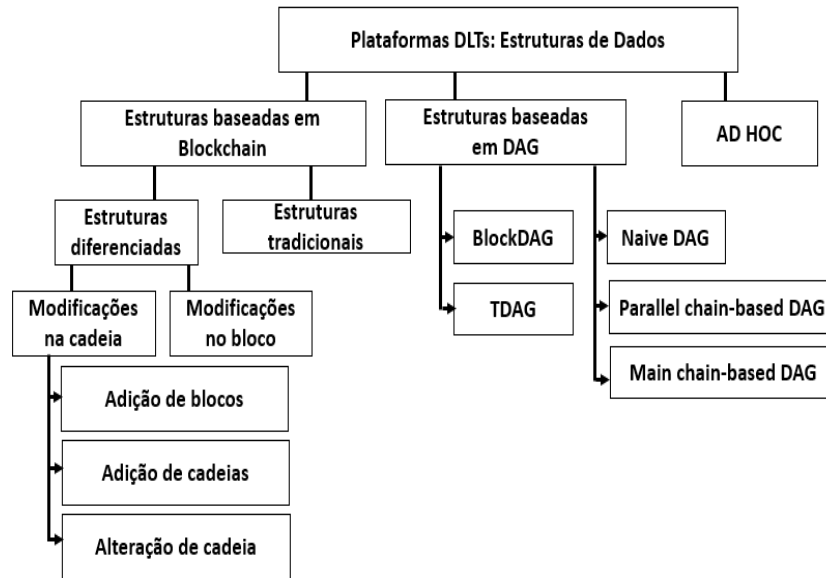 Plataformas DLTs: Estruturas de Dados
Estruturas baseadas em
Blockchain
Estruturas baseadas
em DAG
AD HOC
Estruturas
diferenciadas
Estruturas
tradicionais
BlockDAG
Naive DAG
Modificações
na cadeia
Modificações
no bloco
TDAG
Parallel chain-based DAG
Main chain-based DAG
Adição de blocos
Adição de cadeias
Alteração de cadeia